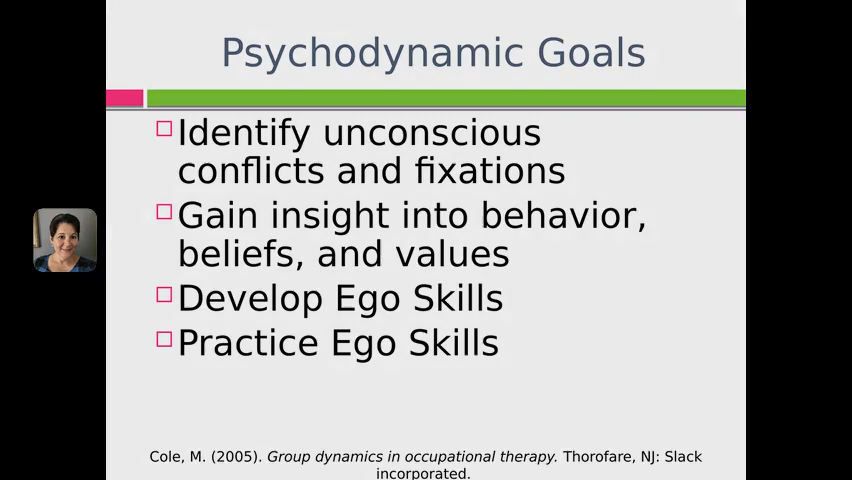 Psychodynamic Goals
Identify unconscious
conflicts and fixations
Gain insight into behavior,
beliefs, and values
Develop Ego Skills
Practice Ego Skills
Cole, M. (2005). Group dynamics in occupational therapy. Thorofare, NJ: Slack
incorporated.